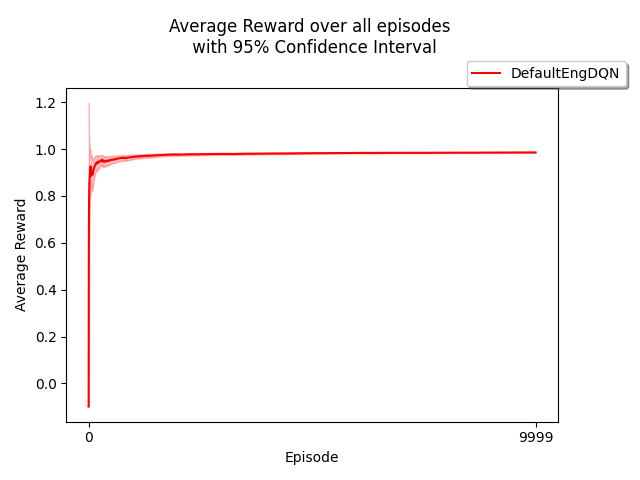 Average Reward over all episodes
with 95% Confidence Interval
DefaultEngDQN
1.2
1.0
0.8
0.6
0.4
0.2
0.0
Average Reward
0
9999
Episode